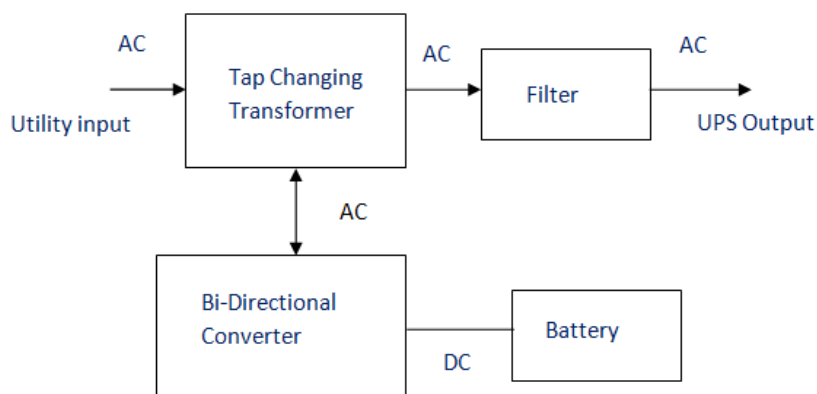 AC
Tap Changing
Transformer
AC
Filter
AC
Utility input
UPS Output
AC
Bi-Directional
Converter
DC
Battery